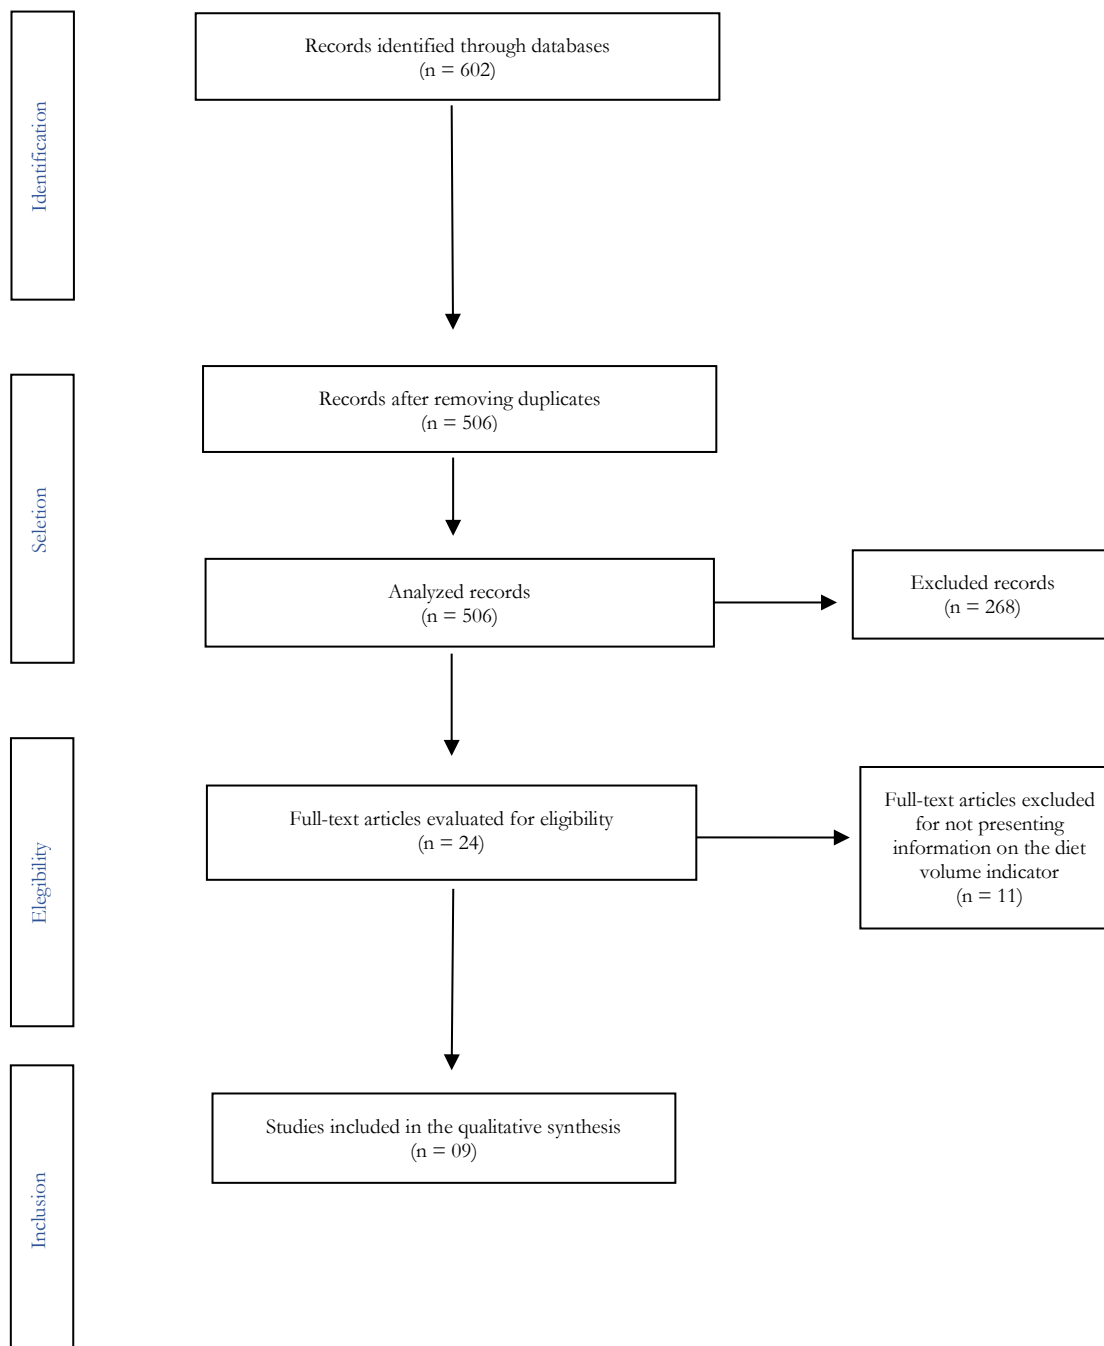 Identification
Records identified through databases
(n = 602)
Seletion
Records after removing duplicates
(n = 506)
Analyzed records
(n = 506)
Excluded records
(n = 268)
Elegibility
Full-text articles evaluated for eligibility
(n = 24)
Full-text articles excluded
for not presenting
information on the diet
volume indicator
(n = 11)
Inclusion
Studies included in the qualitative synthesis
(n = 09)